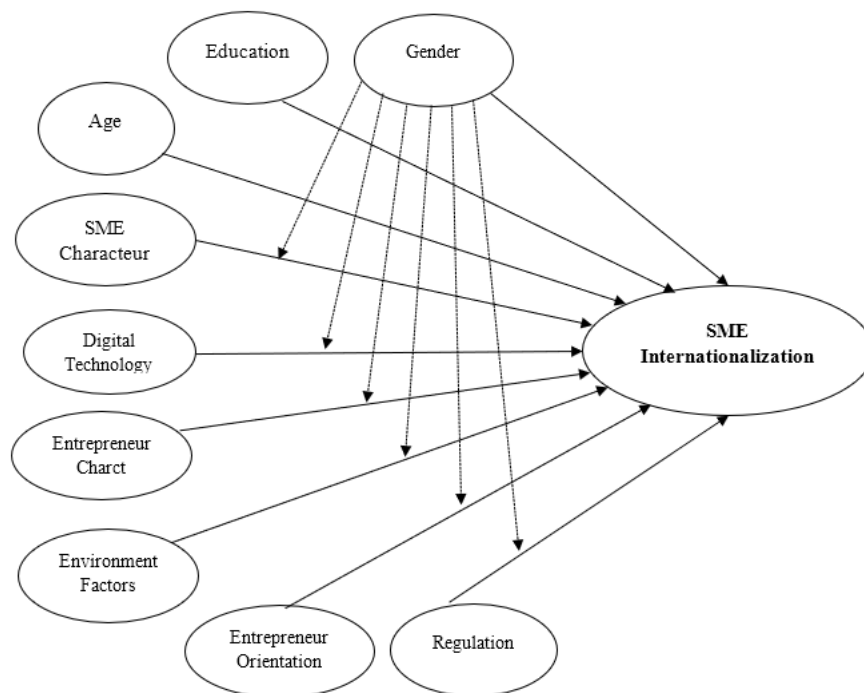 Education
Gender
Age
SME
Characteur
Digital
Technology
Entrepreneur
Charct
Environment
Factors
Entrepreneur
Orientation
Regulation
SME
Internationalization